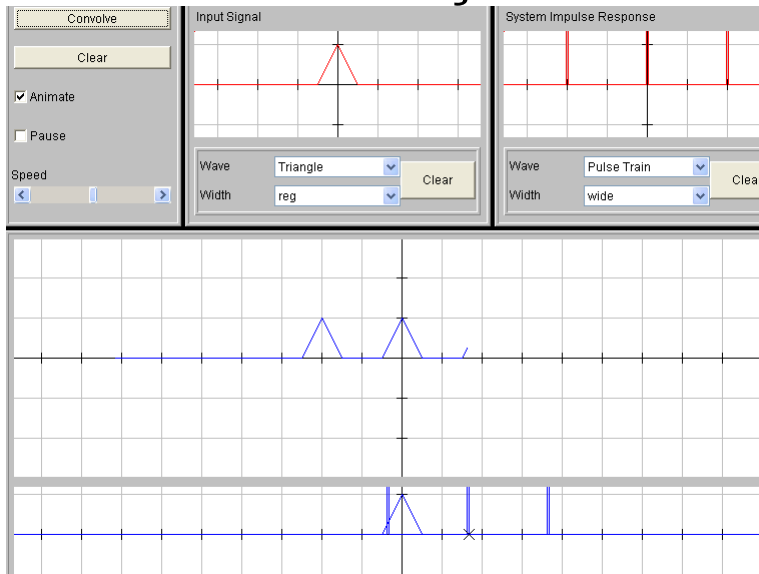 Convolve
Clear
Animate
Pause
Speed
Input Signal
Wave Triangle
Width reg
Clear
System Impulse Response
Wave Pulse Train
Width wide
Clea